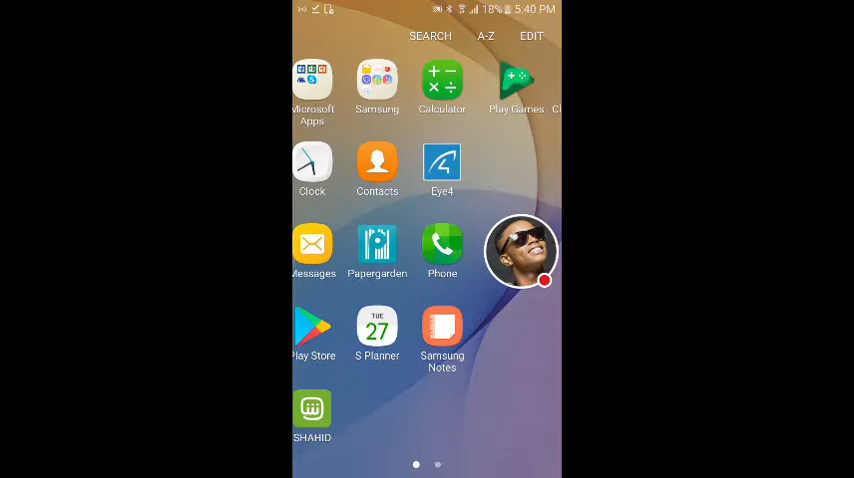 18% 5:40 PM
SEARCH A-Z EDIT
Microsoft Apps
Samsung
Calculator
Play Games
Cl
Clock
Contacts
Eye4
Messages
Papergarden
Phone
Play Store
TUE
27
S Planner
Samsung Notes
SHAHID